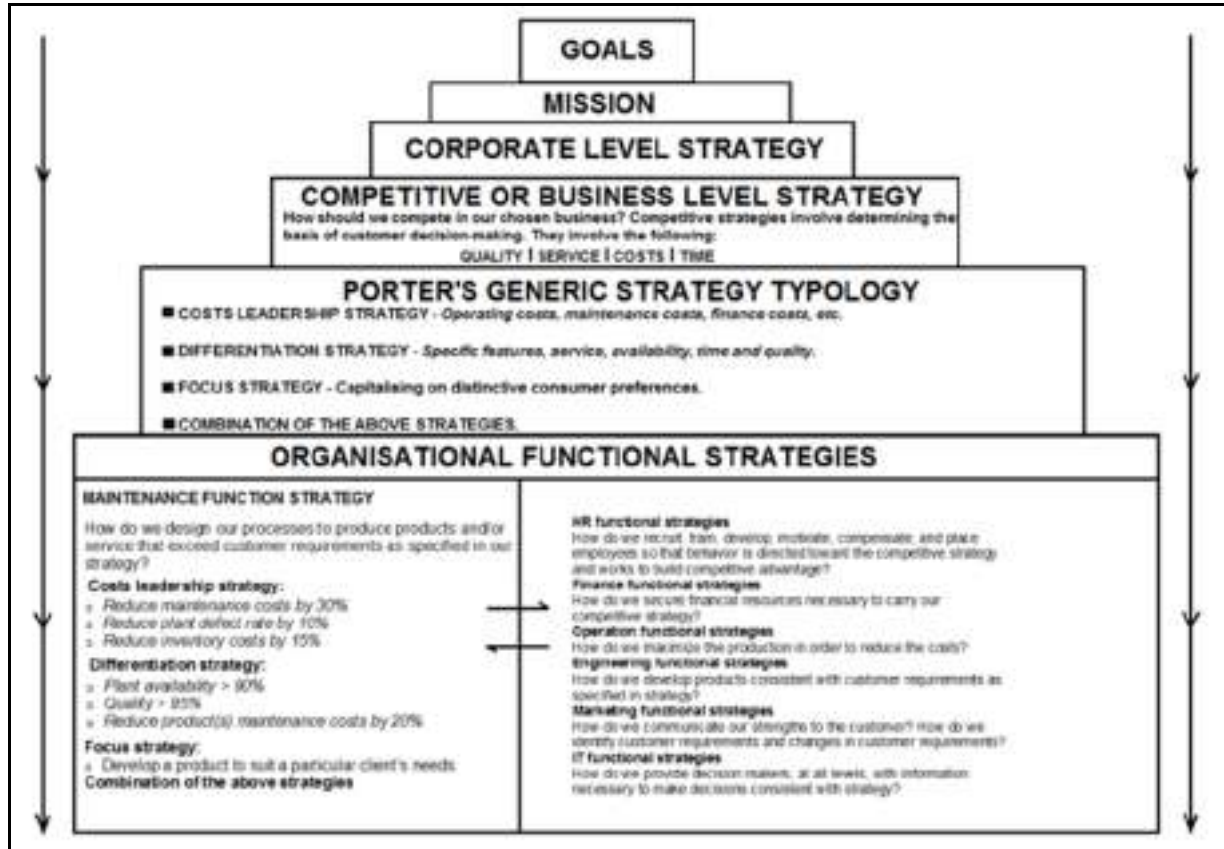 GOALS
MISSION
CORPORATE LEVEL STRATEGY
COMPETITIVE OR BUSINESS LEVEL STRATEGY
How should we compete in our chosen business? Competitive strategies involve determining the
basis of customer decision-making. They involve the following:
QUALITY | SERVICE | COSTS | TIME
PORTER'S GENERIC STRATEGY TYPOLOGY
■ COSTS LEADERSHIP STRATEGY - Operating costs, maintenance costs, finance costs, etc.
■ DIFFERENTIATION STRATEGY - Specific features, service, availability, time and quality.
■ FOCUS STRATEGY - Capitalising on distinctive consumer preferences.
■ COMBINATION OF THE ABOVE STRATEGIES.
ORGANISATIONAL FUNCTIONAL STRATEGIES
MAINTENANCE FUNCTION STRATEGY
How do we design our processes to produce products and/or
service that exceed customer requirements as specified in our
strategy?
Costs leadership strategy:
Reduce maintenance costs by 30%
Reduce plant defect rate by 10%
Reduce inventory costs by 15%
Differentiation strategy:
Plant availability > 90%
Quality > 95%
Reduce product(s) maintenance costs by 20%
Focus strategy:
Develop a product to suit a particular client's needs
Combination of the above strategies
HR functional strategies
How do we recruit, train, develop, motivate, compensate, and place
employees so that behavior is directed toward the competitive strategy
and works to build competitive advantage?
Finance functional strategies
How do we secure financial resources necessary to carry our
competitive strategy?
Operation functional strategies
How do we maximize the production in order to reduce the costs?
Engineering functional strategies
How do we develop products consistent with customer requirements as
specified in strategy?
Marketing functional strategies
How do we communicate our strengths to the customer? How do we
identify customer requirements and changes in customer requirements?
IT functional strategies
How do we provide decision makers, at all levels, with information
necessary to make decisions consistent with strategy?